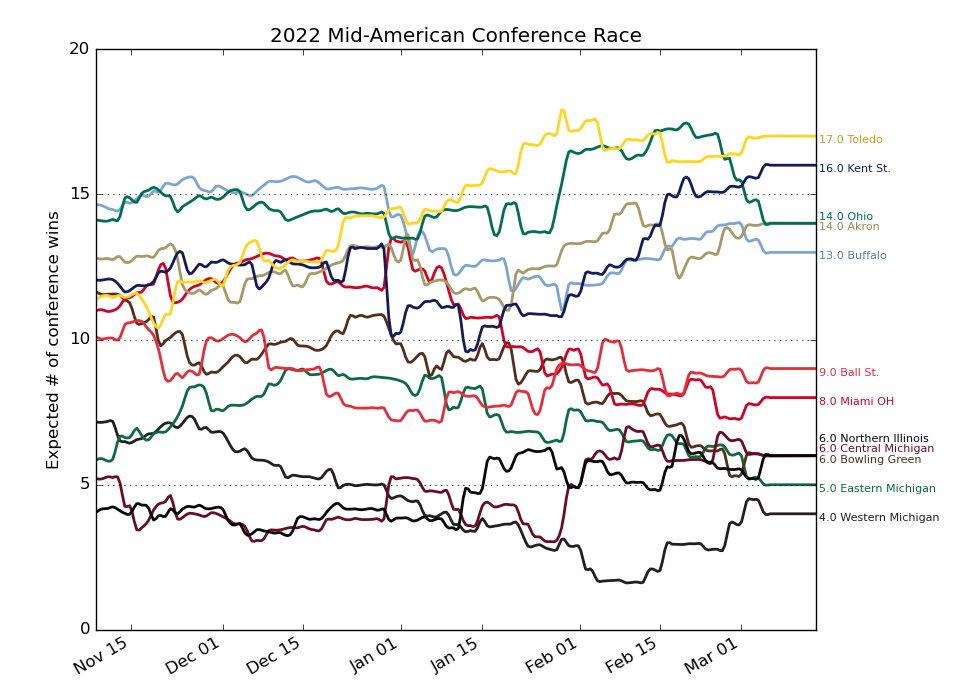 2022 Mid-American Conference Race
Expected # of conference wins
20
15
10
5
0
Nov 15
Dec 01
Dec 15
Jan 01
Jan 15
Feb 01
Feb 15
Mar 01
17.0 Toledo
16.0 Kent St.
14.0 Ohio
14.0 Akron
13.0 Buffalo
9.0 Ball St.
8.0 Miami OH
6.0 Northern Illinois
6.0 Central Michigan
6.0 Bowling Green
5.0 Eastern Michigan
4.0 Western Michigan